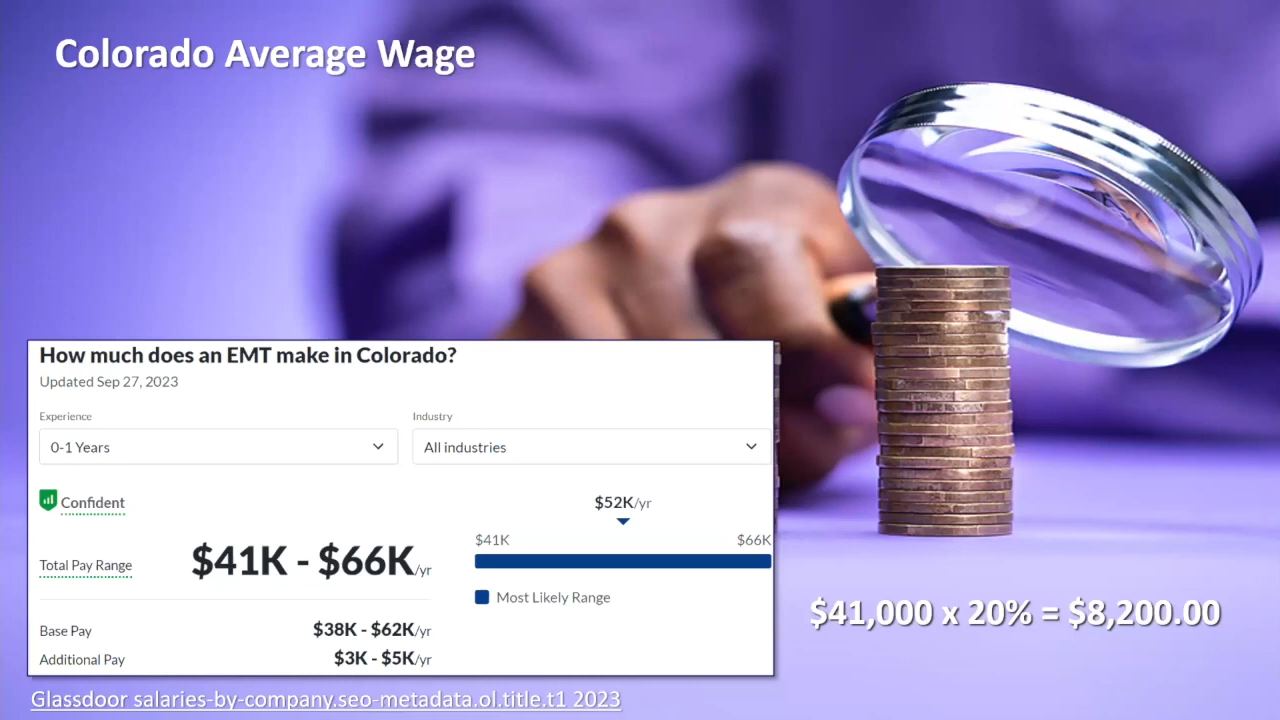 Colorado Average Wage
How much does an EMT make in Colorado?
Updated Sep 27, 2023
Experience
Industry
0-1 Years
All industries
Confident
$52K/yr
$41K
$66K
Total Pay Range
$41K - $66K/yr
Most Likely Range
Base Pay
$38K - $62K/yr
Additional Pay
$3K - $5K/yr
$41,000 x 20% = $8,200.00
Glassdoor salaries-by-company.seo-metadata.ol.title.t1 2023